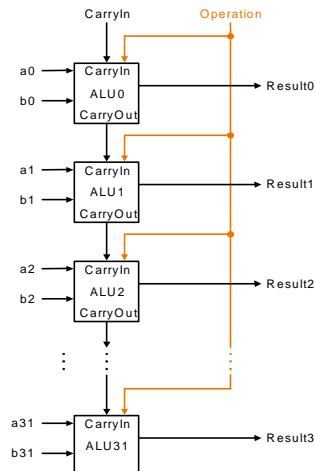 CarryIn Operation
a0 CarryIn
ALU0 Result0
b0
CarryOut
a1 CarryIn
ALU1 Result1
b1
CarryOut
a2 CarryIn
ALU2 Result2
b2
CarryOut
a31 CarryIn
ALU31 Result3
b31